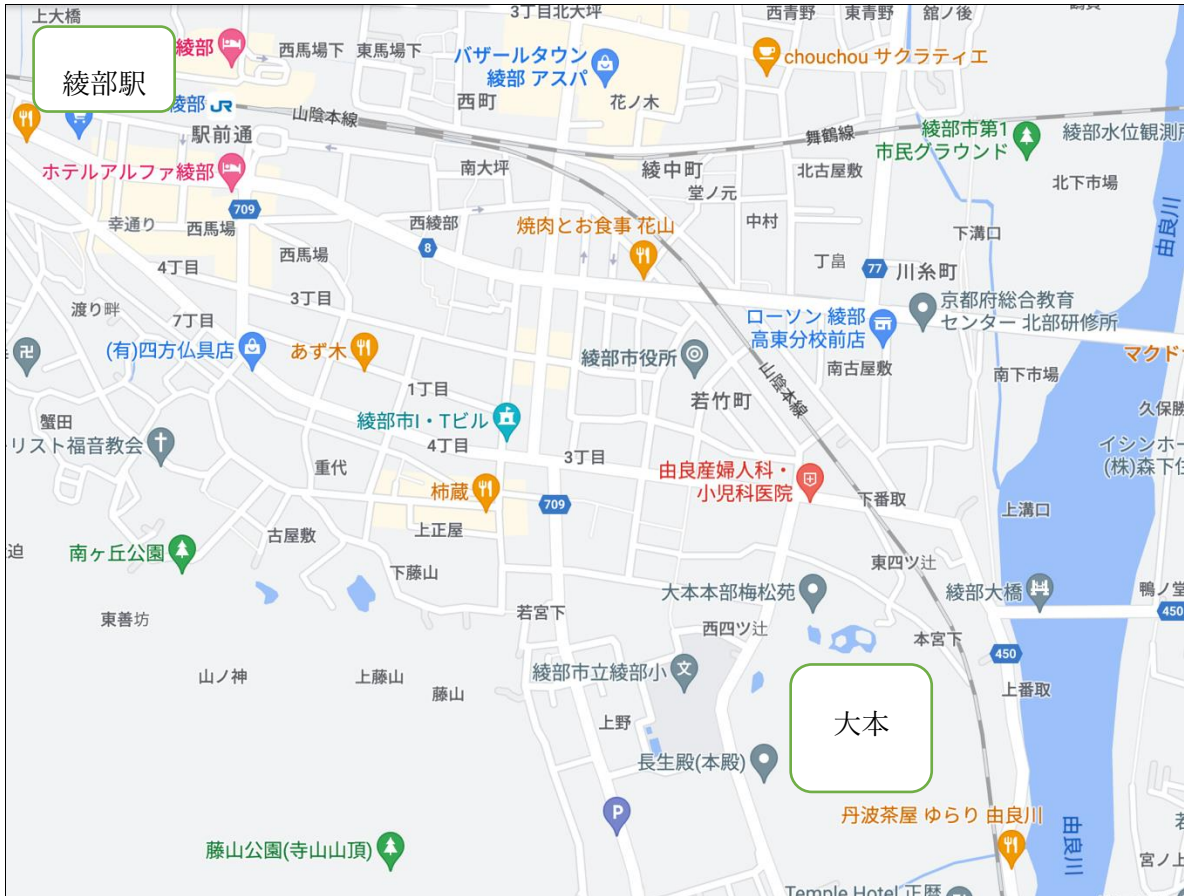 上大橋
3丁目北大坪
西青野
東青野
舘ノ後
綾部駅
綾部
西馬場下
東馬場下
バザールタウン
綾部 アスパ
chouchou サクラティエ
綾部 JR
山陰本線
西町
花ノ木
駅前通
舞鶴線
綾部市第1
市民グラウンド
綾部水位観測所
ホテルアルファ綾部
南大坪
綾中町
北古屋敷
北下市場
堂ノ元
709
幸通り
西馬場
西綾部
焼肉とお食事 花山
中村
下溝口
由良川
8
4丁目
西馬場
丁畠
77
川糸町
渡り畔
3丁目
京都府総合教育
センター 北部研修所
7丁目
ローソン 綾部
高東分校前店
(有)四方仏具店
あず木
綾部市役所
山陰本線
マクド
南古屋敷
南下市場
1丁目
若竹町
久保勝
蟹田
綾部市I・Tビル
リスト福音教会
4丁目
3丁目
イシンホー
(株)森下住
重代
由良産婦人科・
小児科医院
柿蔵
下番取
709
上溝口
古屋敷
上正屋
迫
南ヶ丘公園
下藤山
東四ツ辻
大本本部梅松苑
綾部大橋
鴨ノ堂
450
東善坊
若宮下
西四ツ辻
本宮下
450
山ノ神
上藤山
藤山
綾部市立綾部小
文
上番取
上野
大本
長生殿(本殿)
P
丹波茶屋 ゆらり 由良川
由良川
藤山公園(寺山山頂)
宮ノ上
Temple Hotel 正暦